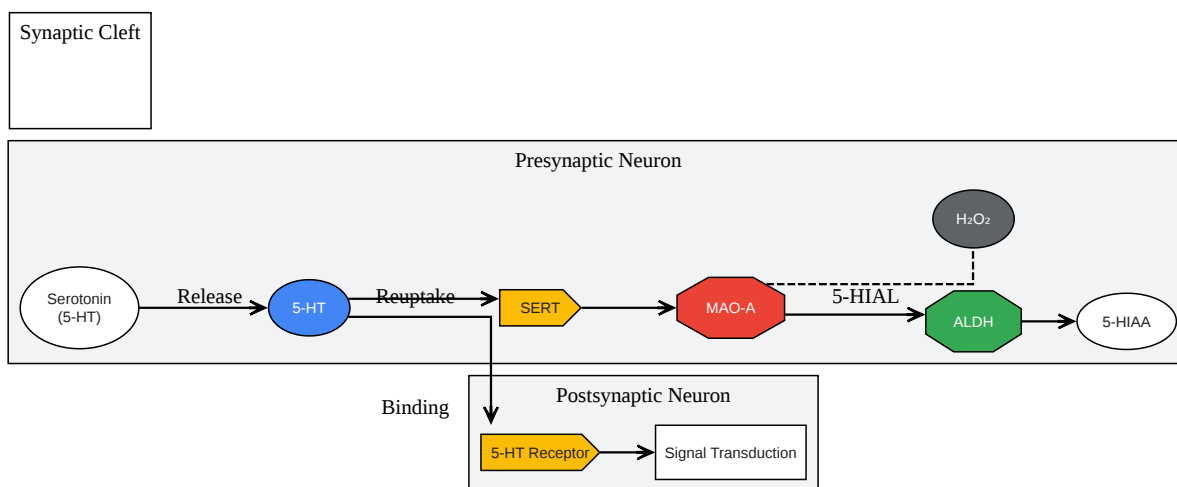 Synaptic Cleft
Presynaptic Neuron
H₂O₂
Serotonin
(5-HT)
Release
5-HT
Reuptake
SERT
MAO-A
5-HIAL
ALDH
5-HIAA
Postsynaptic Neuron
Binding
5-HT Receptor
Signal Transduction